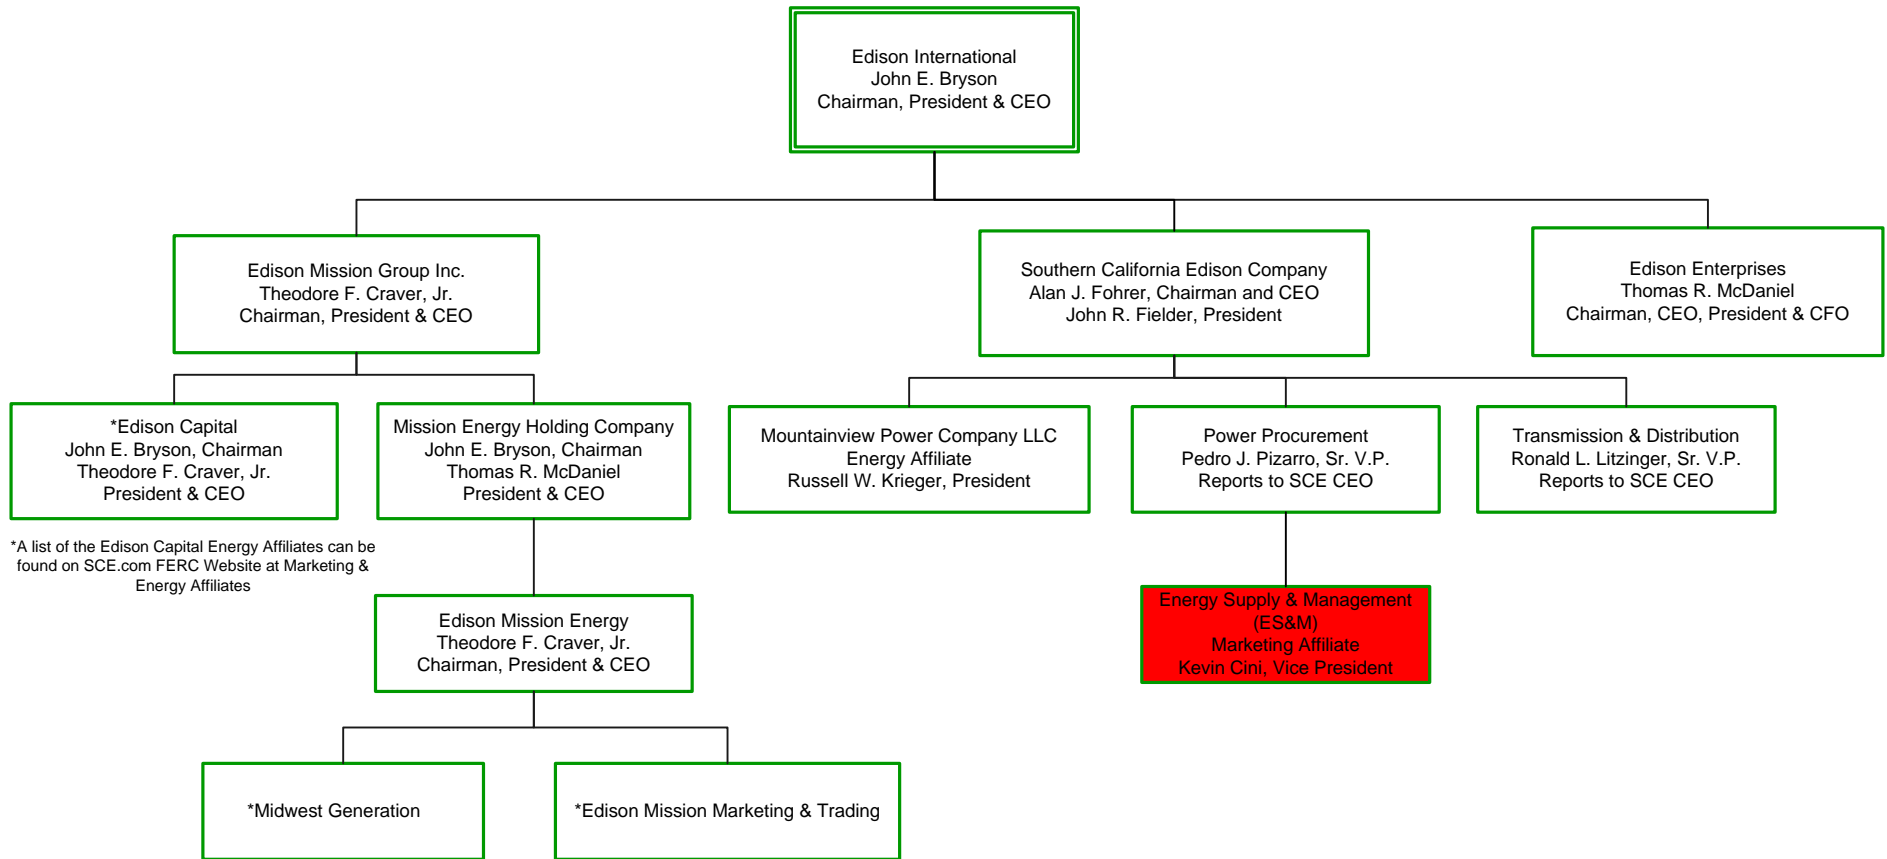 Edison International
John E. Bryson
Chairman, President & CEO
Edison Mission Group Inc.
Theodore F. Craver, Jr.
Chairman, President & CEO
Southern California Edison Company
Alan J. Fohrer, Chairman and CEO
John R. Fielder, President
Edison Enterprises
Thomas R. McDaniel
Chairman, CEO, President & CFO
*Edison Capital
John E. Bryson, Chairman
Theodore F. Craver, Jr.
President & CEO
Mission Energy Holding Company
John E. Bryson, Chairman
Thomas R. McDaniel
President & CEO
Mountainview Power Company LLC
Energy Affiliate
Russell W. Krieger, President
Power Procurement
Pedro J. Pizarro, Sr. V.P.
Reports to SCE CEO
Transmission & Distribution
Ronald L. Litzinger, Sr. V.P.
Reports to SCE CEO
*A list of the Edison Capital Energy Affiliates can be
found on SCE.com FERC Website at Marketing &
Energy Affiliates
Edison Mission Energy
Theodore F. Craver, Jr.
Chairman, President & CEO
Energy Supply & Management
(ES&M)
Marketing Affiliate
Kevin Cini, Vice President
*Midwest Generation
*Edison Mission Marketing & Trading